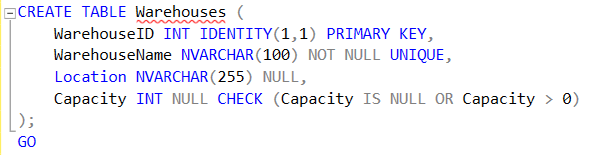 CREATE TABLE Warehouses (
    WarehouseID INT IDENTITY(1,1) PRIMARY KEY,
    WarehouseName NVARCHAR(100) NOT NULL UNIQUE,
    Location NVARCHAR(255) NULL,
    Capacity INT NULL CHECK (Capacity IS NULL OR Capacity > 0)
);
GO